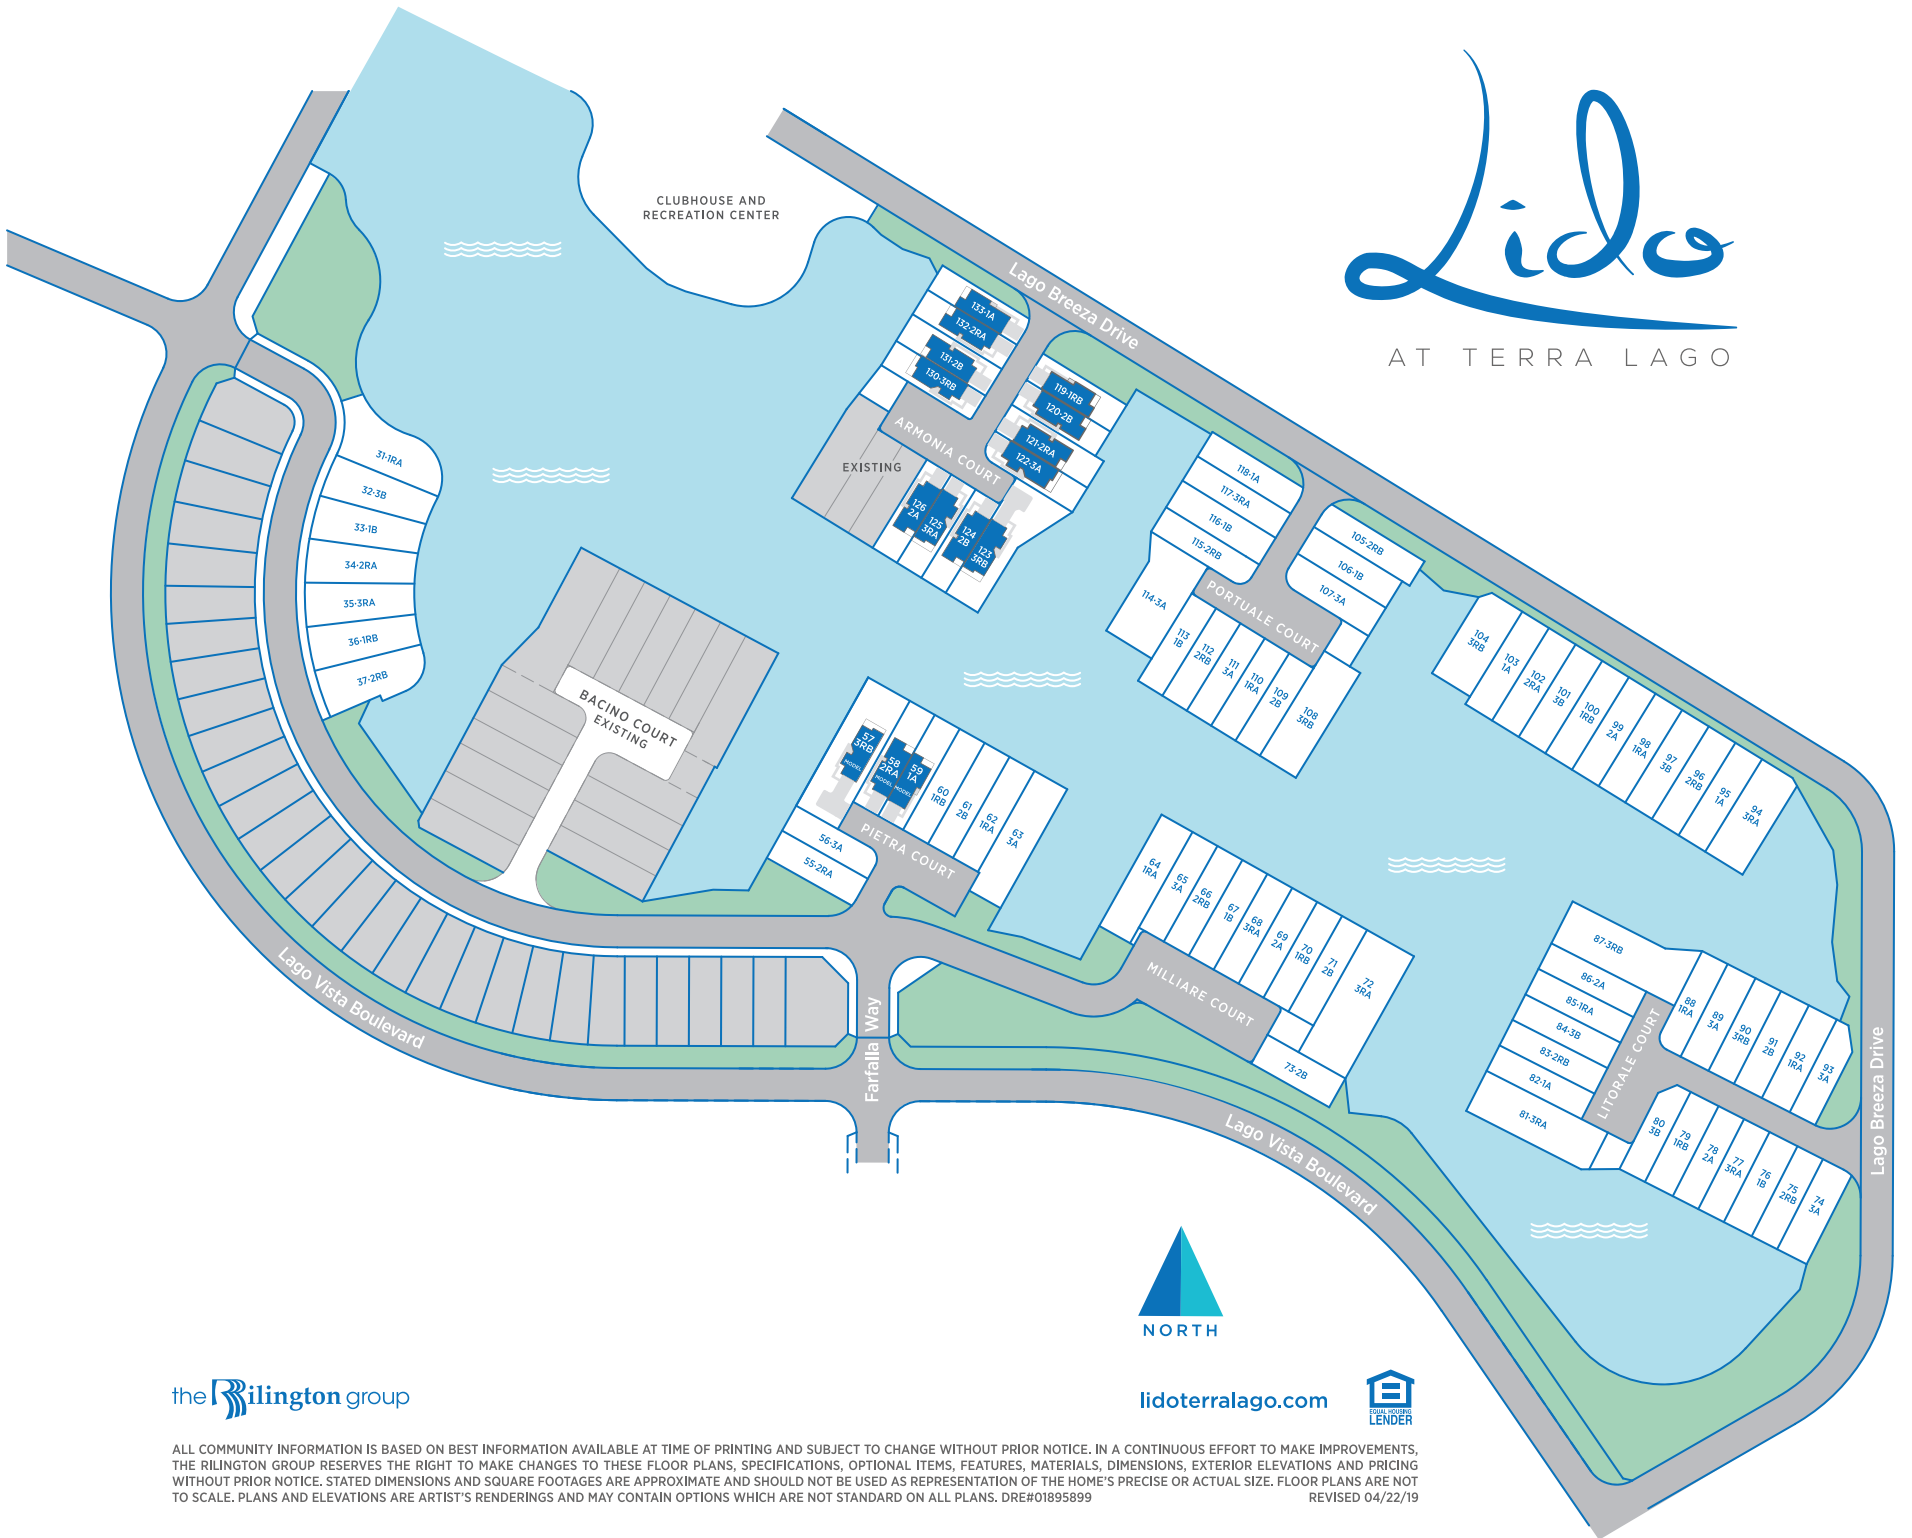 Lido
AT TERRA LAGO
CLUBHOUSE AND
RECREATION CENTER
Lago Breeza Drive
133·1A
132·2RA
131·2B
130·3RB
119·1RB
120·2B
121·2RA
122·3A
ARMONIA COURT
EXISTING
126
2A
125
3RA
124
2B
123
3RB
118·1A
117·3RA
116·1B
115·2RB
114·3A
105·2RB
106·1B
107·3A
PORTUALE COURT
113
1B
112
2RB
111
3A
110
1RA
109
2B
108
3RB
104
3RB
103
1A
102
2RA
101
3B
100
1RB
99
2A
98
1RA
97
3B
96
2RB
95
1A
94
3RA
31·1RA
32·3B
33·1B
34·2RA
35·3RA
36·1RB
37·2RB
BACINO COURT
EXISTING
57
3RB
MODEL
58
2RA
MODEL
59
1A
MODEL
60
1RB
61
2B
62
1RA
63
3A
56·3A
55·2RA
PIETRA COURT
64
1RA
65
3A
66
2RB
67
1B
68
3RA
69
2A
70
1RB
71
2B
72
3RA
73·2B
MILLIARE COURT
87·3RB
86·2A
85·1RA
84·3B
83·2RB
82·1A
81·3RA
LITORALE COURT
88
1RA
89
3A
90
3RB
91
2B
92
1RA
93
3A
80
3B
79
1RB
78
2A
77
3RA
76
1B
75
2RB
74
3A
Lago Breeza Drive
Lago Vista Boulevard
Farfalla Way
Lago Vista Boulevard
NORTH
the Rilington group
lidoterralago.com
EQUAL HOUSING
LENDER
ALL COMMUNITY INFORMATION IS BASED ON BEST INFORMATION AVAILABLE AT TIME OF PRINTING AND SUBJECT TO CHANGE WITHOUT PRIOR NOTICE. IN A CONTINUOUS EFFORT TO MAKE IMPROVEMENTS,
THE RILINGTON GROUP RESERVES THE RIGHT TO MAKE CHANGES TO THESE FLOOR PLANS, SPECIFICATIONS, OPTIONAL ITEMS, FEATURES, MATERIALS, DIMENSIONS, EXTERIOR ELEVATIONS AND PRICING
WITHOUT PRIOR NOTICE. STATED DIMENSIONS AND SQUARE FOOTAGES ARE APPROXIMATE AND SHOULD NOT BE USED AS REPRESENTATION OF THE HOME'S PRECISE OR ACTUAL SIZE. FLOOR PLANS ARE NOT
TO SCALE. PLANS AND ELEVATIONS ARE ARTIST'S RENDERINGS AND MAY CONTAIN OPTIONS WHICH ARE NOT STANDARD ON ALL PLANS. DRE#01895899 REVISED 04/22/19